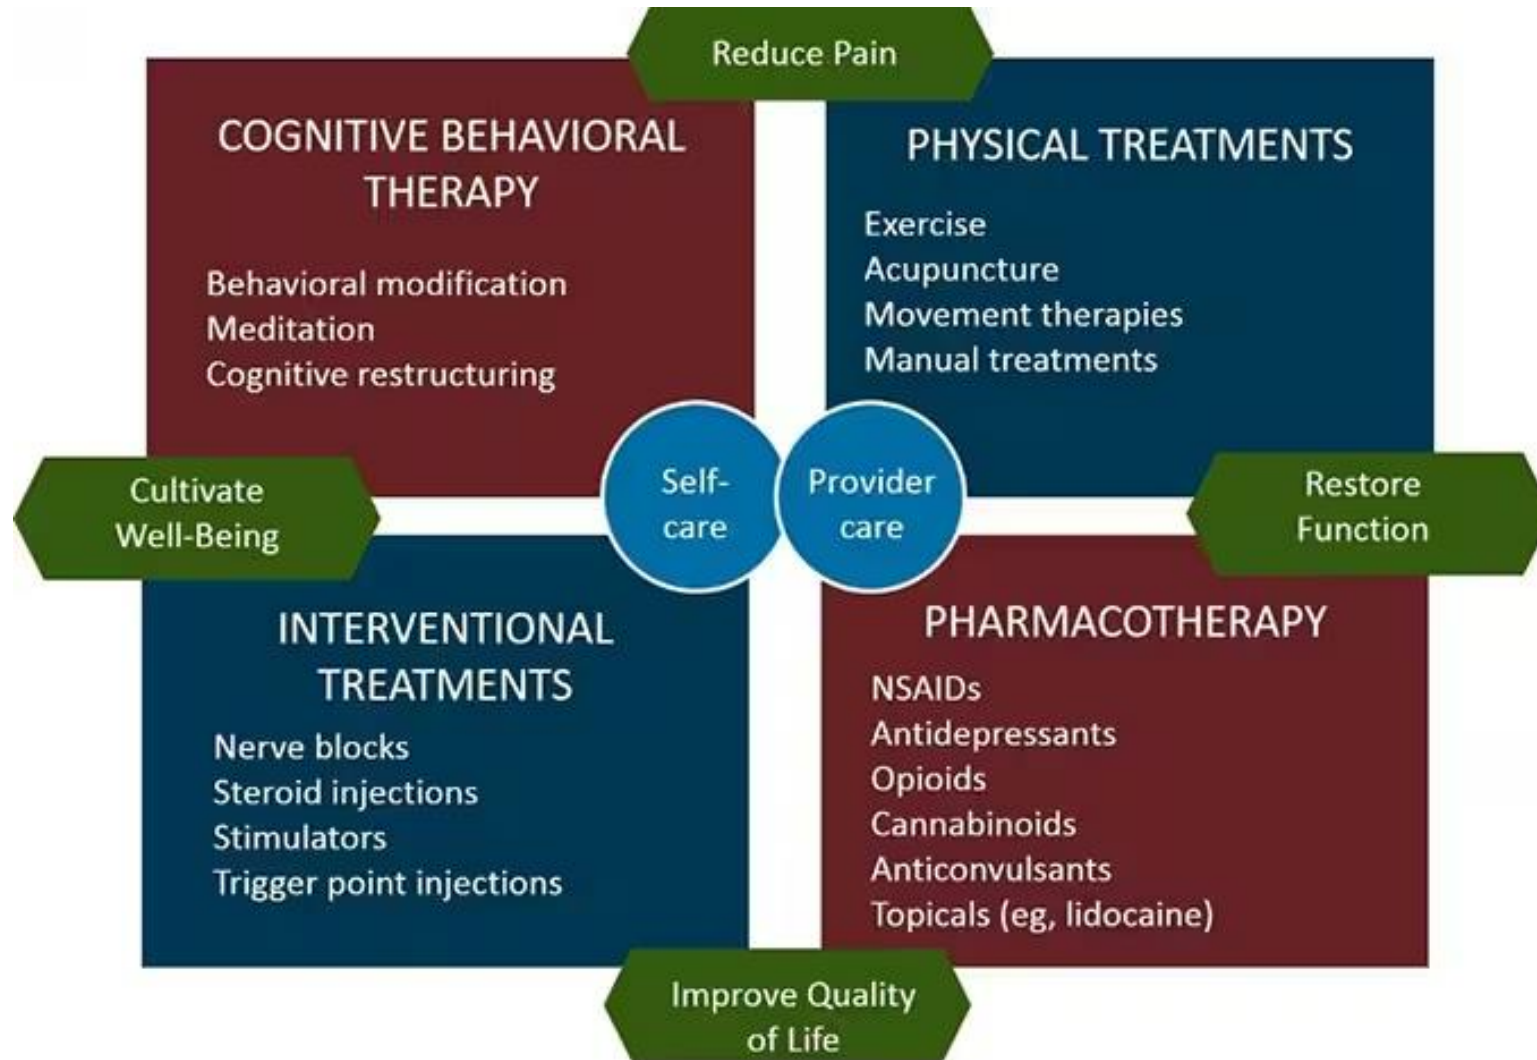 Reduce Pain
COGNITIVE BEHAVIORAL
THERAPY
Behavioral modification
Meditation
Cognitive restructuring
PHYSICAL TREATMENTS
Exercise
Acupuncture
Movement therapies
Manual treatments
Self-
care
Provider
care
Cultivate
Well-Being
Restore
Function
INTERVENTIONAL
TREATMENTS
Nerve blocks
Steroid injections
Stimulators
Trigger point injections
PHARMACOTHERAPY
NSAIDs
Antidepressants
Opioids
Cannabinoids
Anticonvulsants
Topicals (eg, lidocaine)
Improve Quality
of Life